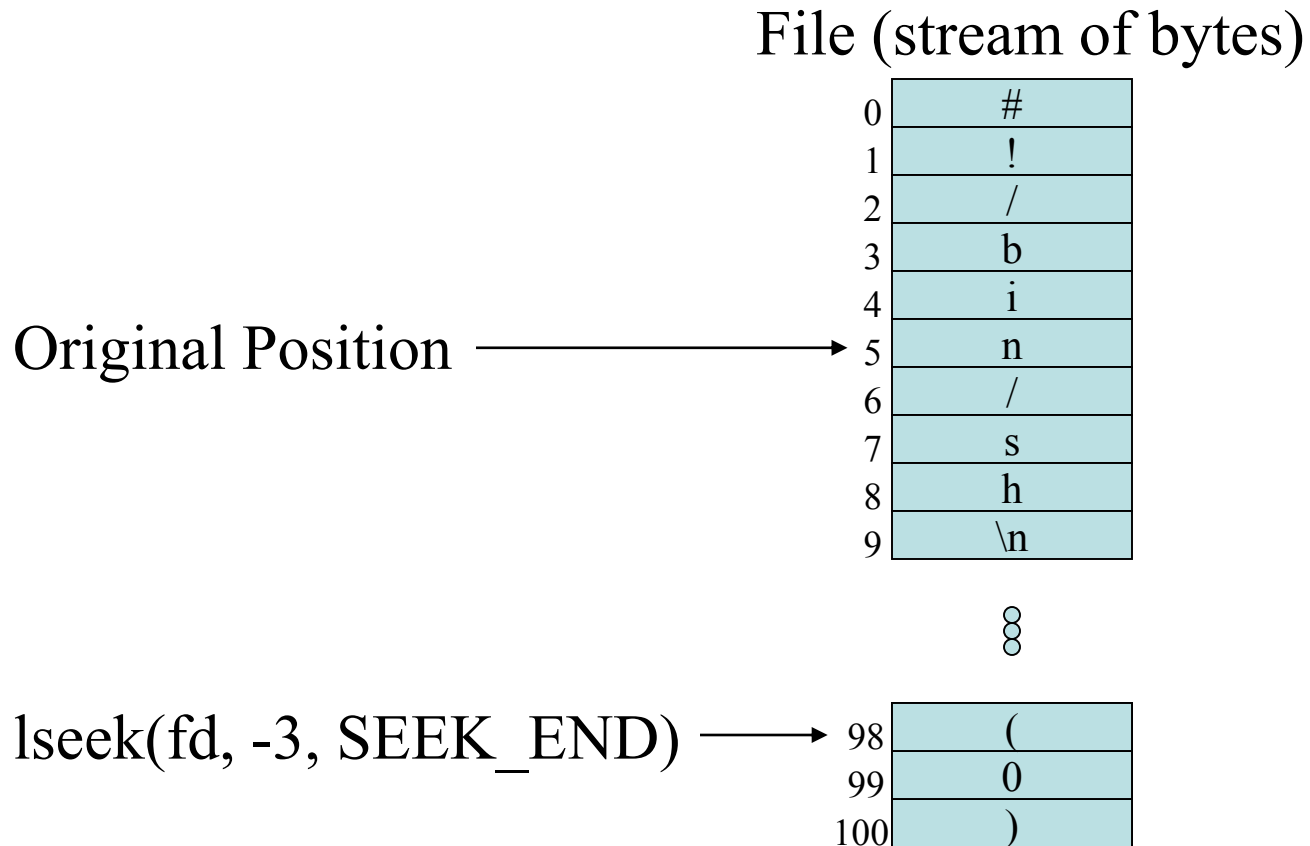 File (stream of bytes)
0 #
1 !
2 /
3 b
4 i
Original Position 5 n
6 /
7 s
8 h
9 \n
lseek(fd, -3, SEEK_END) 98 (
99 0
100 )